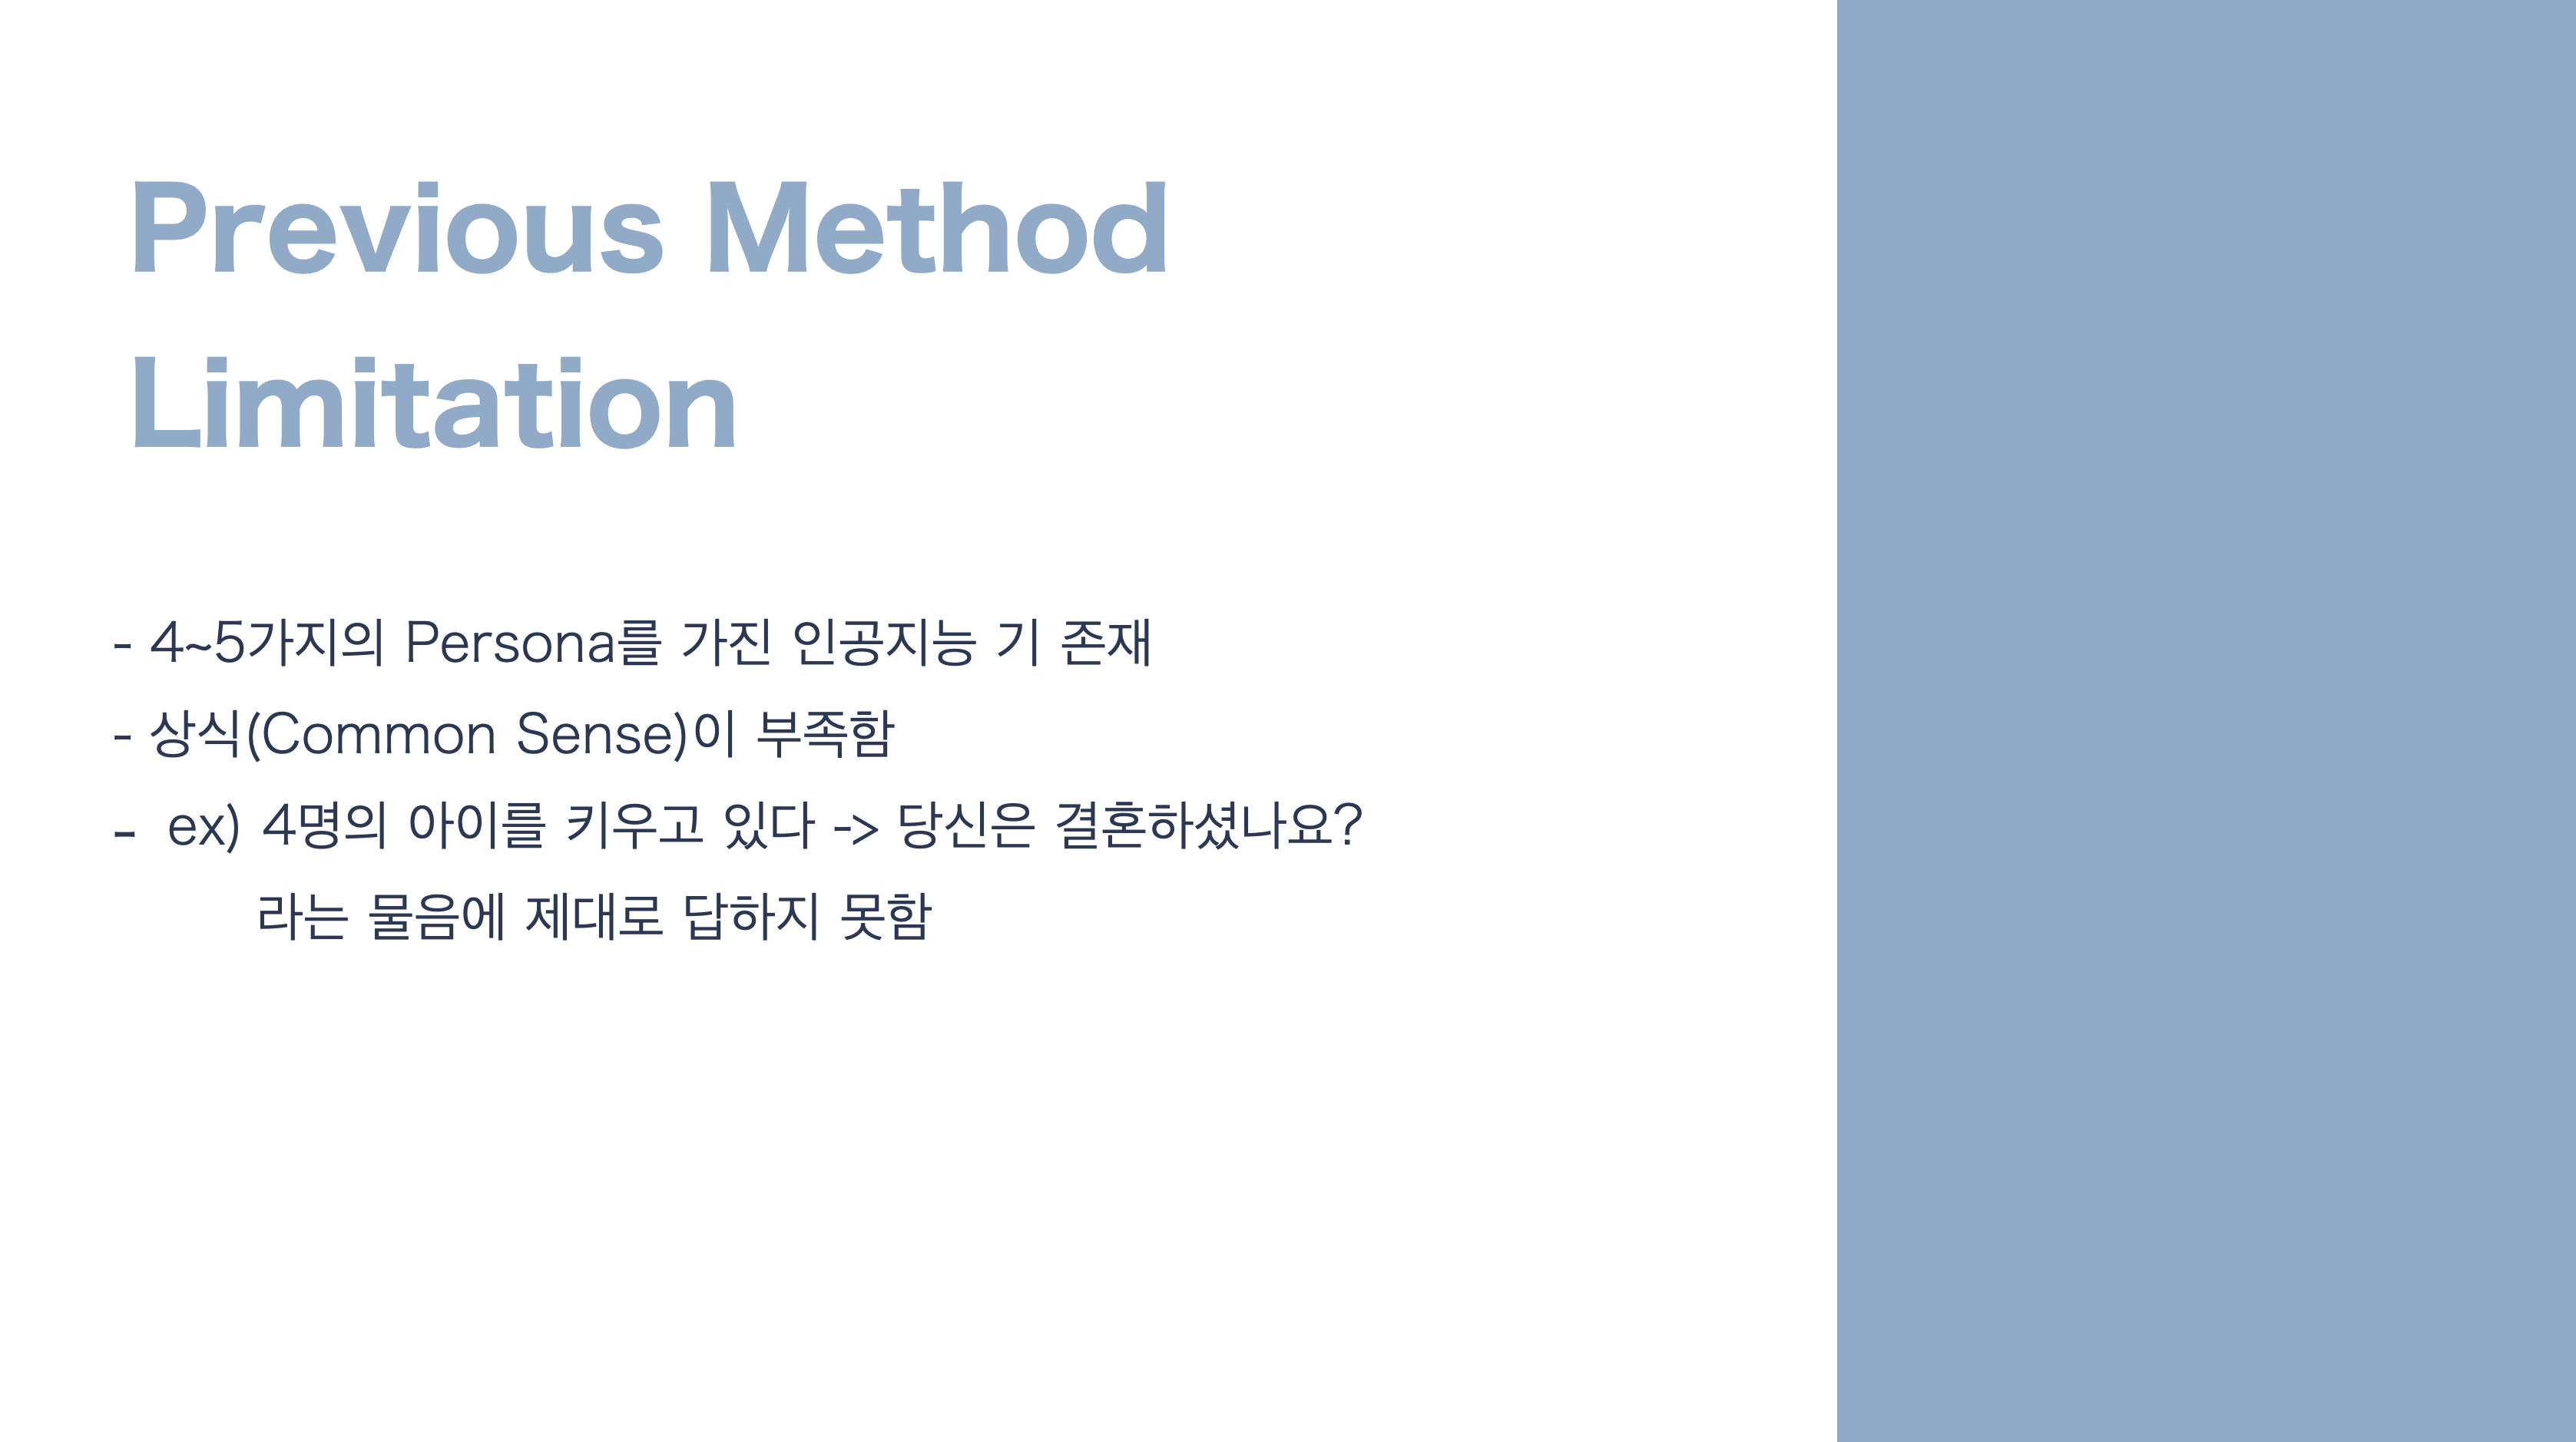 Previous Method
Limitation
- 4~5가지의 Persona를 가진 인공지능 기 존재
- 상식(Common Sense)이 부족함
- ex) 4명의 아이를 키우고 있다 -> 당신은 결혼하셨나요?
라는 물음에 제대로 답하지 못함